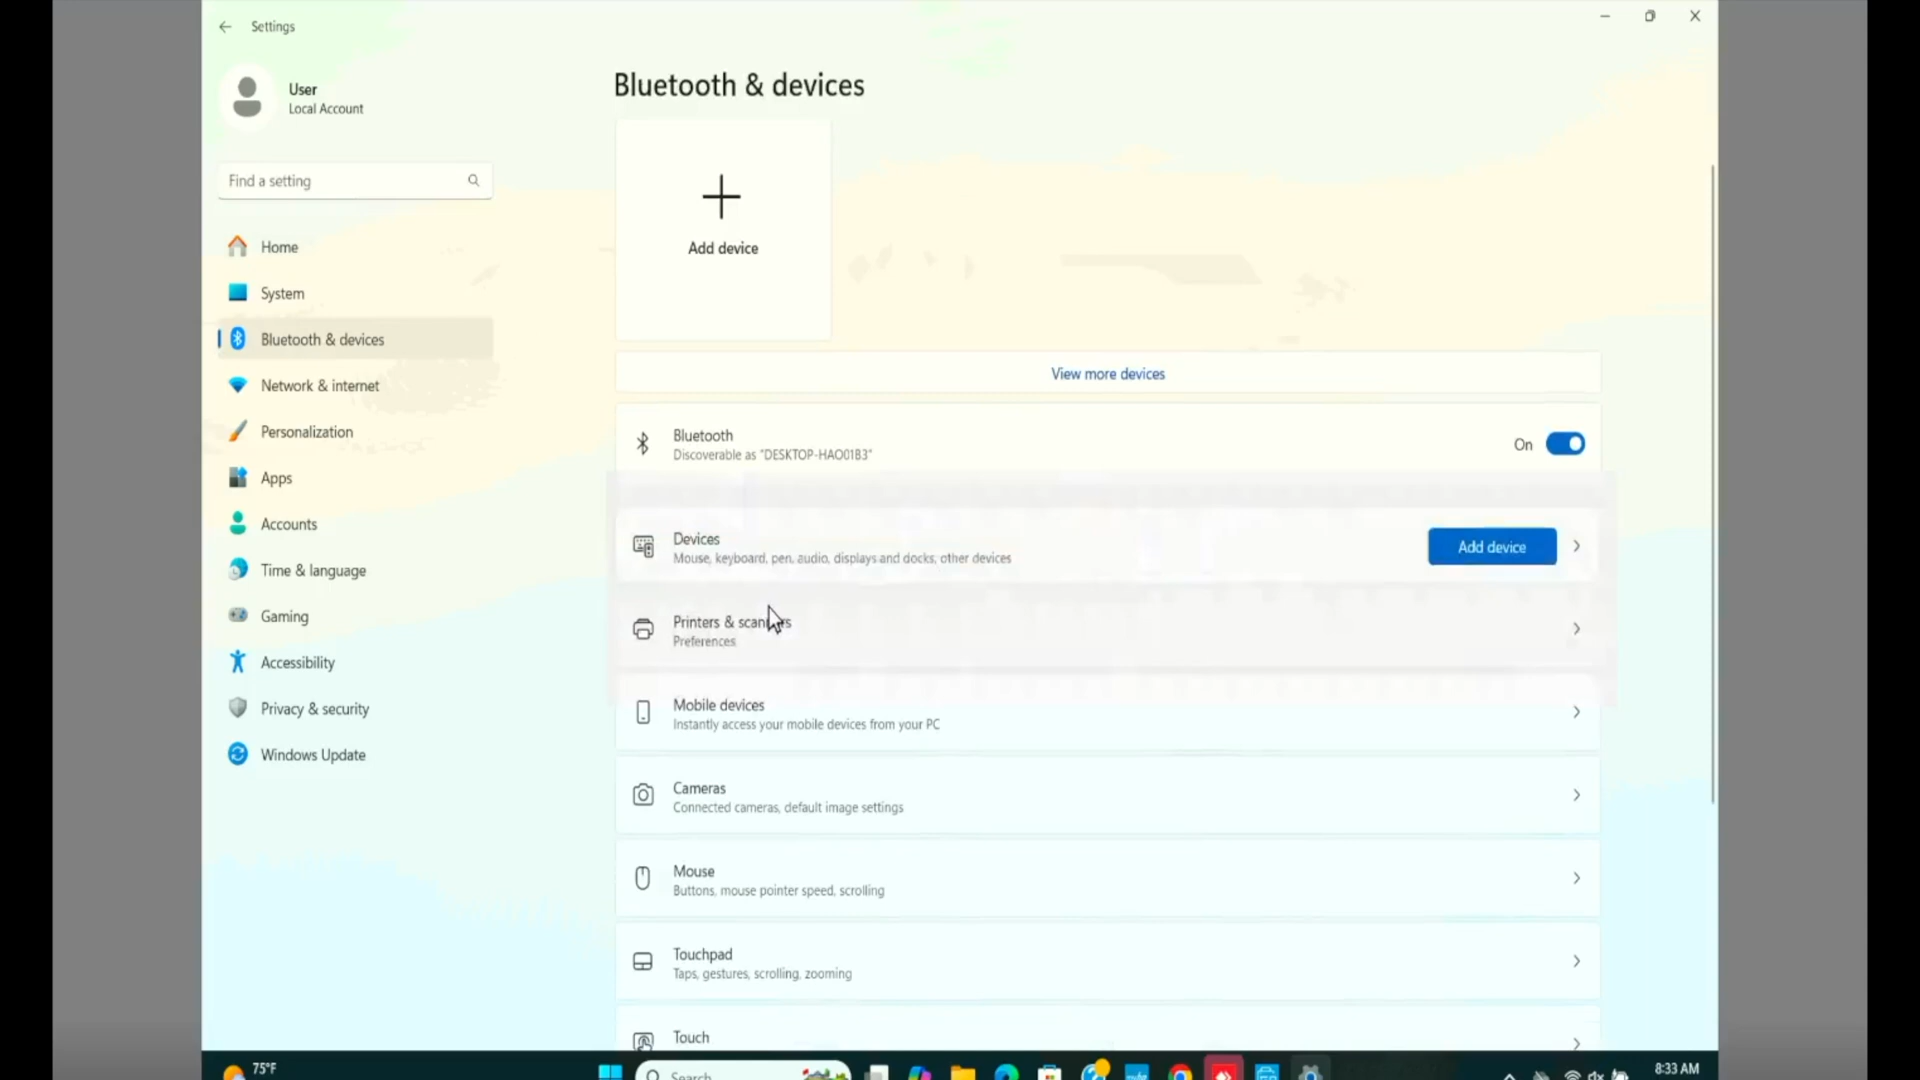 Settings
User
Local Account
Find a setting
Home
System
Bluetooth & devices
Network & internet
Personalization
Apps
Accounts
Time & language
Gaming
Accessibility
Privacy & security
Windows Update
Bluetooth & devices
Add device
View more devices
Bluetooth
Discoverable as "DESKTOP-HAO01B3"
On
Devices
Mouse, keyboard, pen, audio, displays and docks, other devices
Add device
Printers & scanners
Preferences
Mobile devices
Instantly access your mobile devices from your PC
Cameras
Connected cameras, default image settings
Mouse
Buttons, mouse pointer speed, scrolling
Touchpad
Taps, gestures, scrolling, zooming
Touch
75°F
Search
8:33 AM